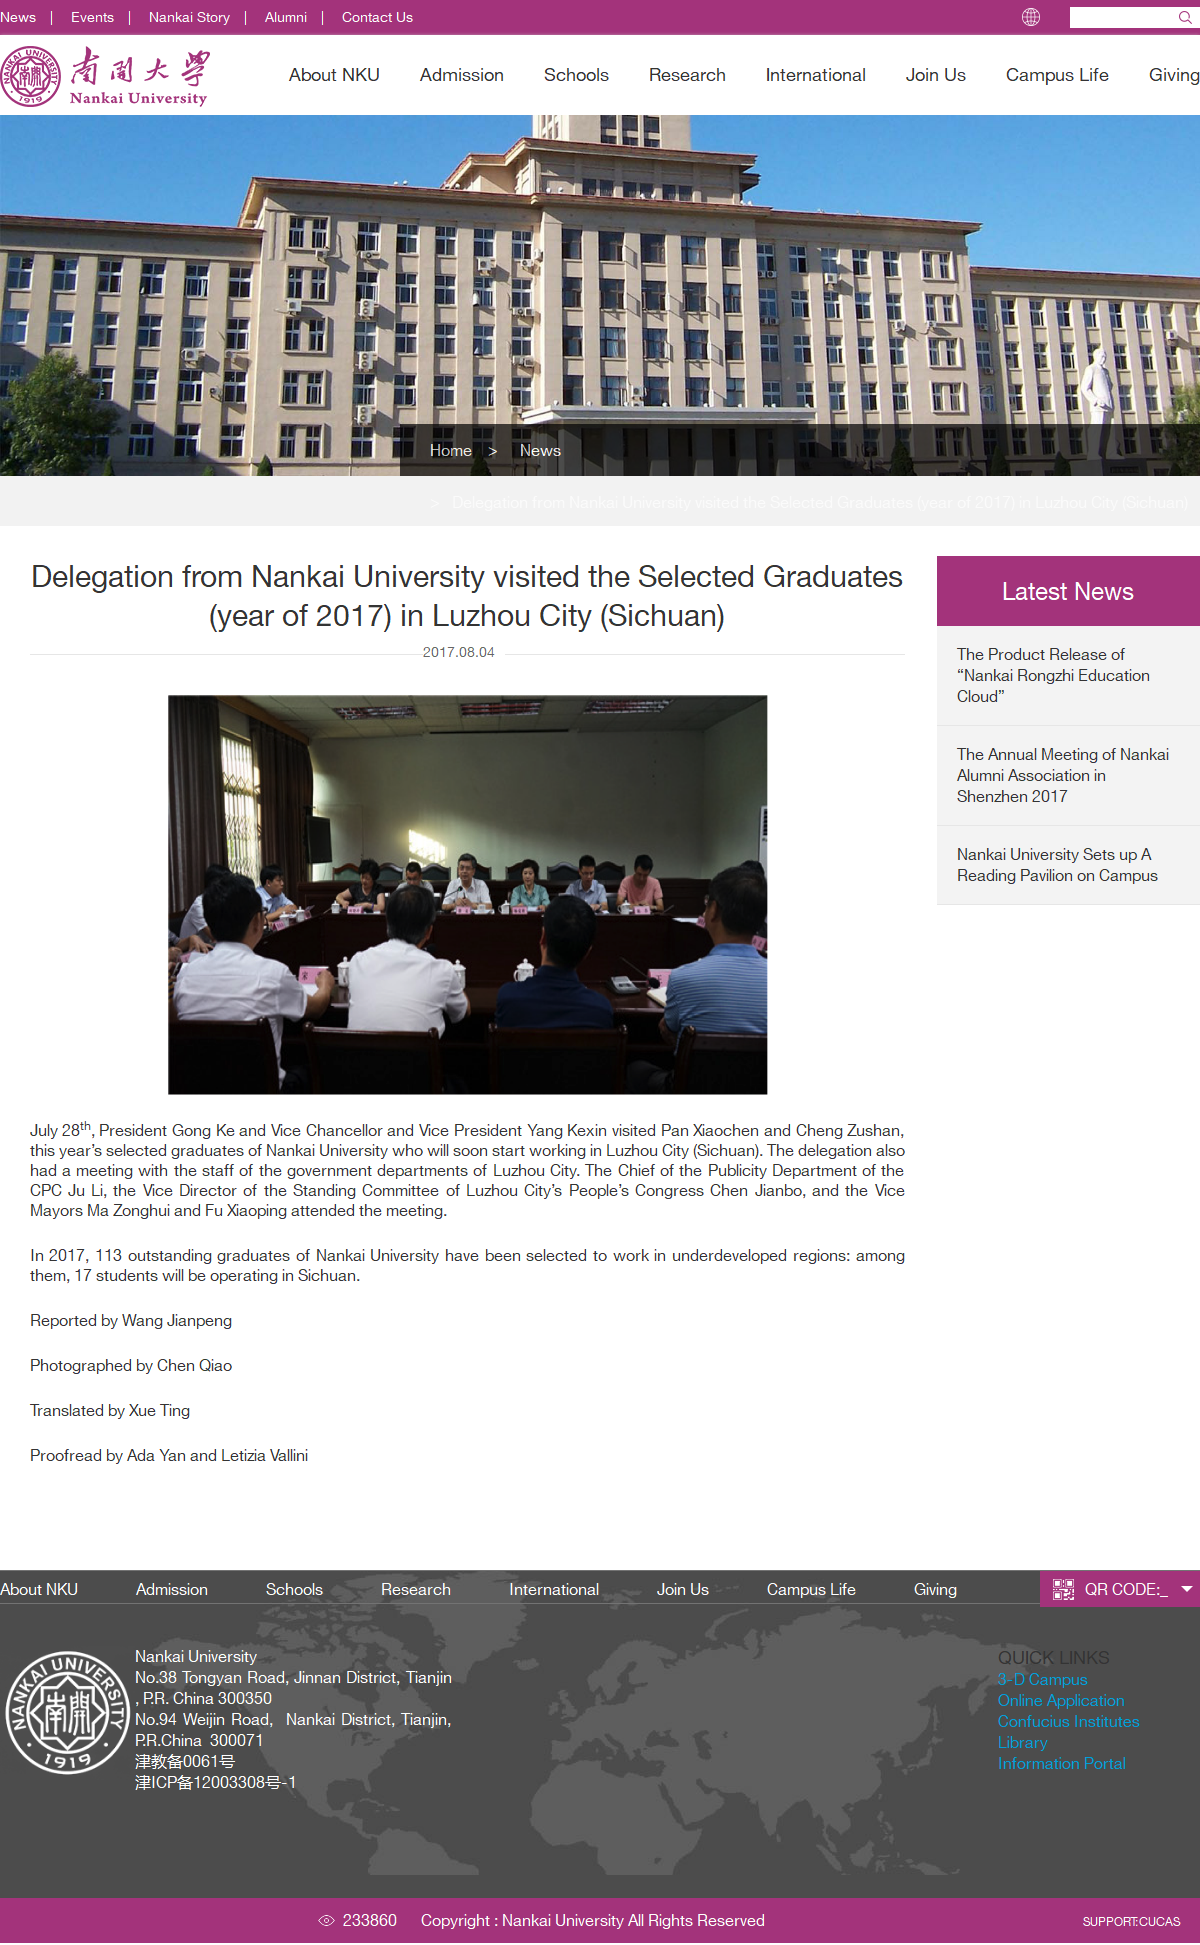 News | Events | Nankai Story | Alumni | Contact Us
NANKAI UNIVERSITY
南開
1919
南開大學
Nankai University
About NKU Admission Schools Research International Join Us Campus Life Giving
Home > News
> Delegation from Nankai University visited the Selected Graduates (year of 2017) in Luzhou City (Sichuan)
Delegation from Nankai University visited the Selected Graduates
(year of 2017) in Luzhou City (Sichuan)
2017.08.04
Latest News
The Product Release of
“Nankai Rongzhi Education
Cloud”
The Annual Meeting of Nankai
Alumni Association in
Shenzhen 2017
Nankai University Sets up A
Reading Pavilion on Campus
July 28th, President Gong Ke and Vice Chancellor and Vice President Yang Kexin visited Pan Xiaochen and Cheng Zushan,
this year’s selected graduates of Nankai University who will soon start working in Luzhou City (Sichuan). The delegation also
had a meeting with the staff of the government departments of Luzhou City. The Chief of the Publicity Department of the
CPC Ju Li, the Vice Director of the Standing Committee of Luzhou City’s People’s Congress Chen Jianbo, and the Vice
Mayors Ma Zonghui and Fu Xiaoping attended the meeting.
In 2017, 113 outstanding graduates of Nankai University have been selected to work in underdeveloped regions: among
them, 17 students will be operating in Sichuan.
Reported by Wang Jianpeng
Photographed by Chen Qiao
Translated by Xue Ting
Proofread by Ada Yan and Letizia Vallini
About NKU Admission Schools Research International Join Us Campus Life Giving QR CODE:_
NANKAI UNIVERSITY
南開
1919
Nankai University
No.38 Tongyan Road, Jinnan District, Tianjin
, P.R. China 300350
No.94 Weijin Road, Nankai District, Tianjin,
P.R.China 300071
津教备0061号
津ICP备12003308号-1
QUICK LINKS
3-D Campus
Online Application
Confucius Institutes
Library
Information Portal
233860 Copyright : Nankai University All Rights Reserved
SUPPORT:CUCAS